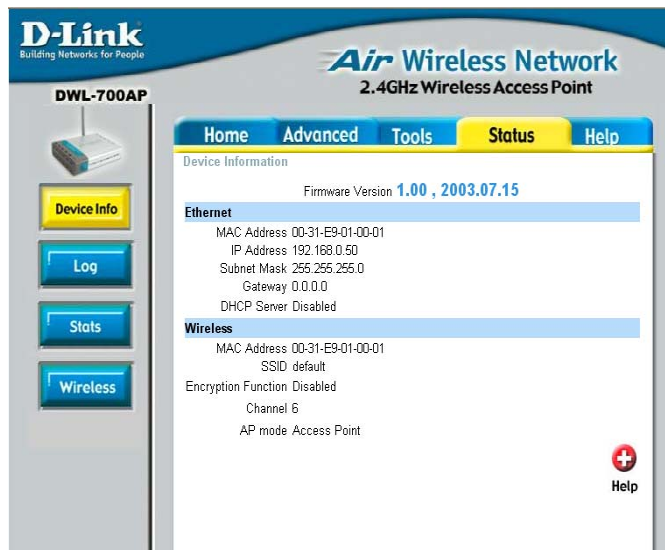 D-Link
Building Networks for People
Air Wireless Network
2.4GHz Wireless Access Point
DWL-700AP
Home Advanced Tools Status Help
Device Information
Firmware Version 1.00 , 2003.07.15
Device Info
Log
Stats
Wireless
Ethernet
MAC Address 00-31-E9-01-00-01
IP Address 192.168.0.50
Subnet Mask 255.255.255.0
Gateway 0.0.0.0
DHCP Server Disabled
Wireless
MAC Address 00-31-E9-01-00-01
SSID default
Encryption Function Disabled
Channel 6
AP mode Access Point
Help